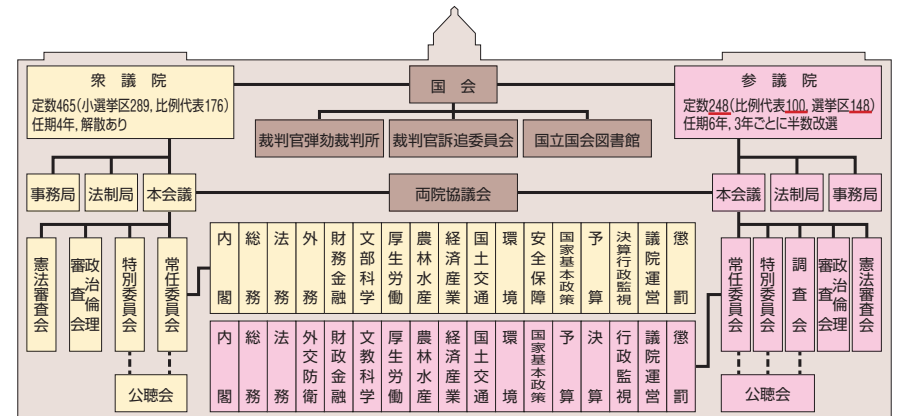 国会
衆議院
定数465(小選挙区289, 比例代表176)
任期4年, 解散あり
参議院
定数248(比例代表100, 選挙区148)
任期6年, 3年ごとに半数改選
裁判官弾劾裁判所
裁判官訴追委員会
国立国会図書館
事務局
法制局
本会議
両院協議会
本会議
法制局
事務局
憲法審査会
政治倫理審査会
特別委員会
常任委員会
内閣
総務
法務
外務
財務金融
文部科学
厚生労働
農林水産
経済産業
国土交通
環境
安全保障
国家基本政策
予算
決算行政監視
議院運営
懲罰
常任委員会
特別委員会
調査会
政治倫理審査会
憲法審査会
内閣
総務
法務
外交防衛
財政金融
文教科学
厚生労働
農林水産
経済産業
国土交通
環境
国家基本政策
予算
決算
行政監視
議院運営
懲罰
公聴会
公聴会